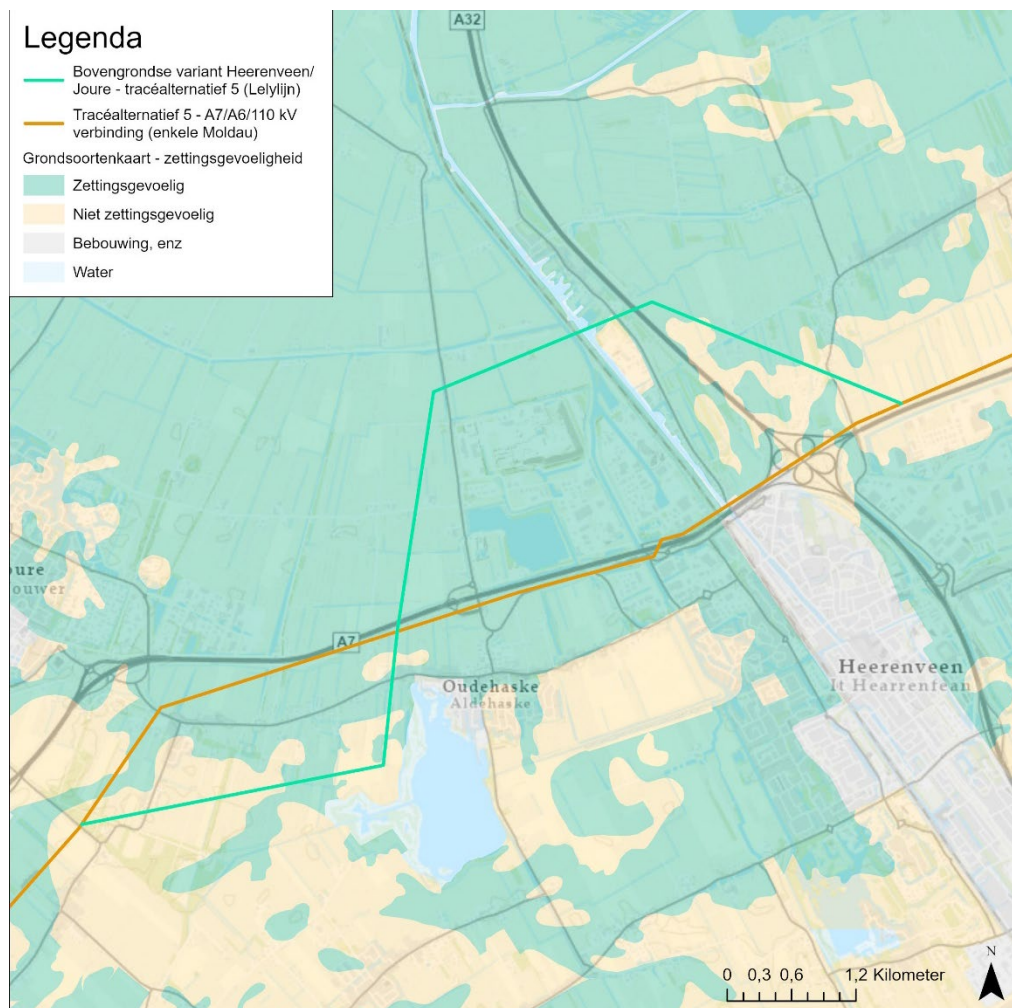 Legenda
Bovengrondse variant Heerenveen/
Joure - tracéalternatief 5 (Lelylijn)
Tracéalternatief 5 - A7/A6/110 kV
verbinding (enkele Moldau)
Grondsoortenkaart - zettingsgevoeligheid
Zettingsgevoelig
Niet zettingsgevoelig
Bebouwing, enz
Water
A32
oure
ouwer
A7
Oudehaske
Aldehaske
Heerenveen
It Hearrenfean
0 0,3 0,6 1,2 Kilometer
N